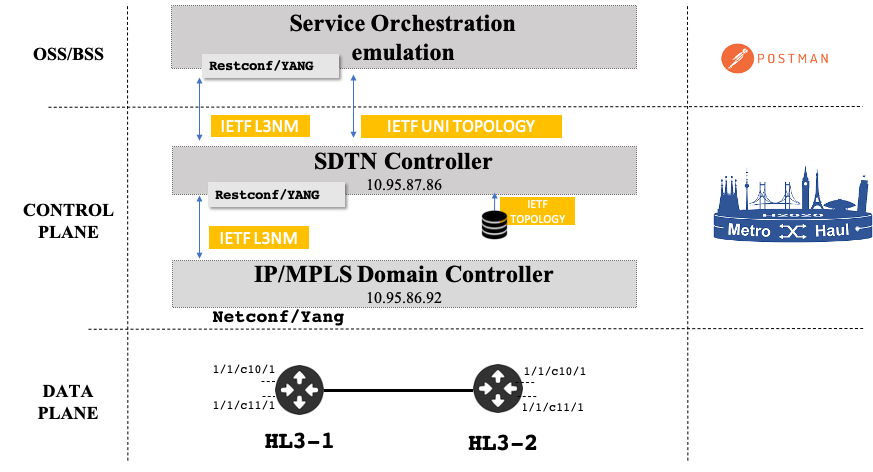 Service Orchestration
emulation
OSS/BSS
Restconf/YANG
POSTMAN
IETF L3NM
IETF UNI TOPOLOGY
SDTN Controller
10.95.87.86
Restconf/YANG
IETF
TOPOLOGY
CONTROL
PLANE
H2020
Metro Haul
IETF L3NM
IP/MPLS Domain Controller
10.95.86.92
Netconf/Yang
DATA
PLANE
1/1/c10/1
1/1/c11/1
1/1/c10/1
1/1/c11/1
HL3-1
HL3-2